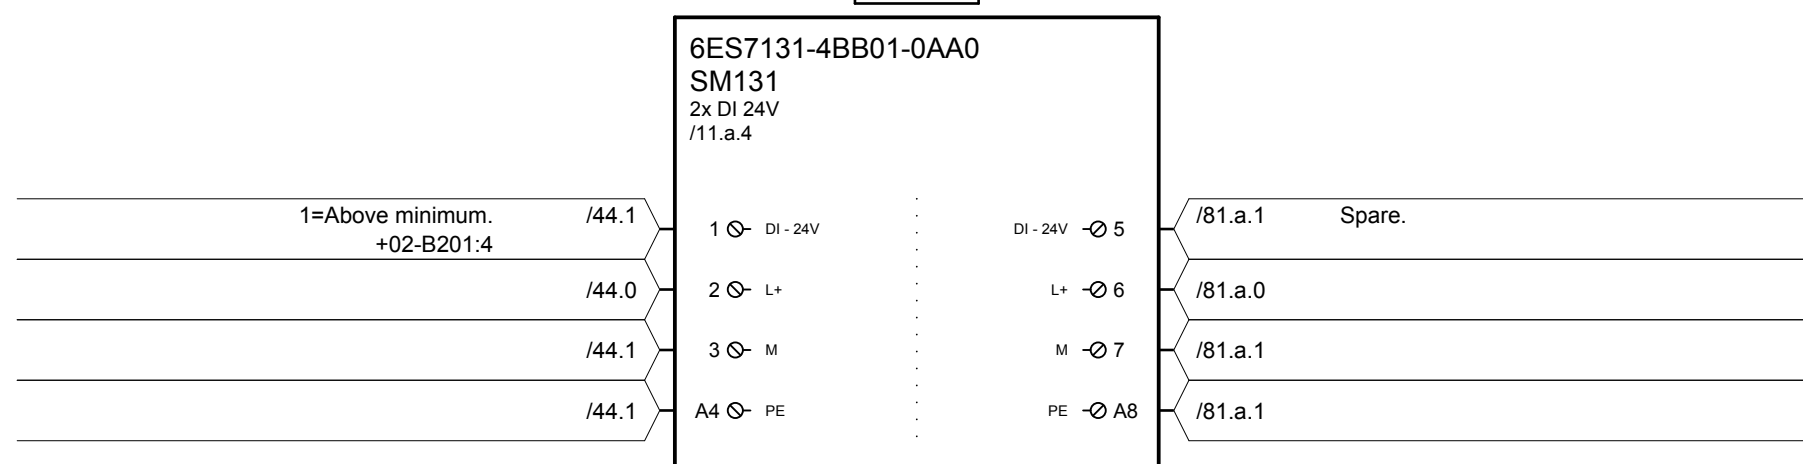 6ES7131-4BB01-0AA0
SM131
2x DI 24V
/11.a.4
1=Above minimum. /44.1 1 DI - 24V DI - 24V 5 /81.a.1 Spare.
+02-B201:4
/44.0 2 L+ L+ 6 /81.a.0
/44.1 3 M M 7 /81.a.1
/44.1 A4 PE PE A8 /81.a.1